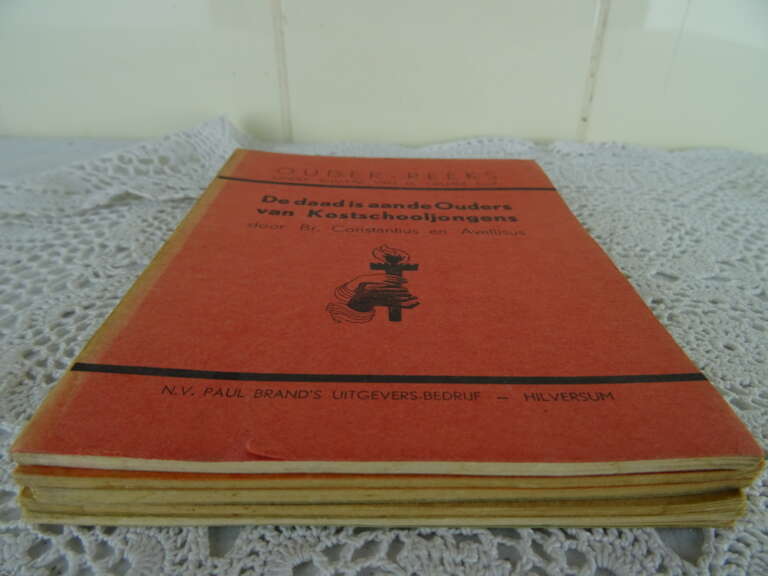 OUDER-REEKS
De daad is aan de Ouders
van Kostschooljongens
door Br. Constantius en Avellisus
N.V. PAUL BRAND'S UITGEVERS-BEDRIJF — HILVERSUM